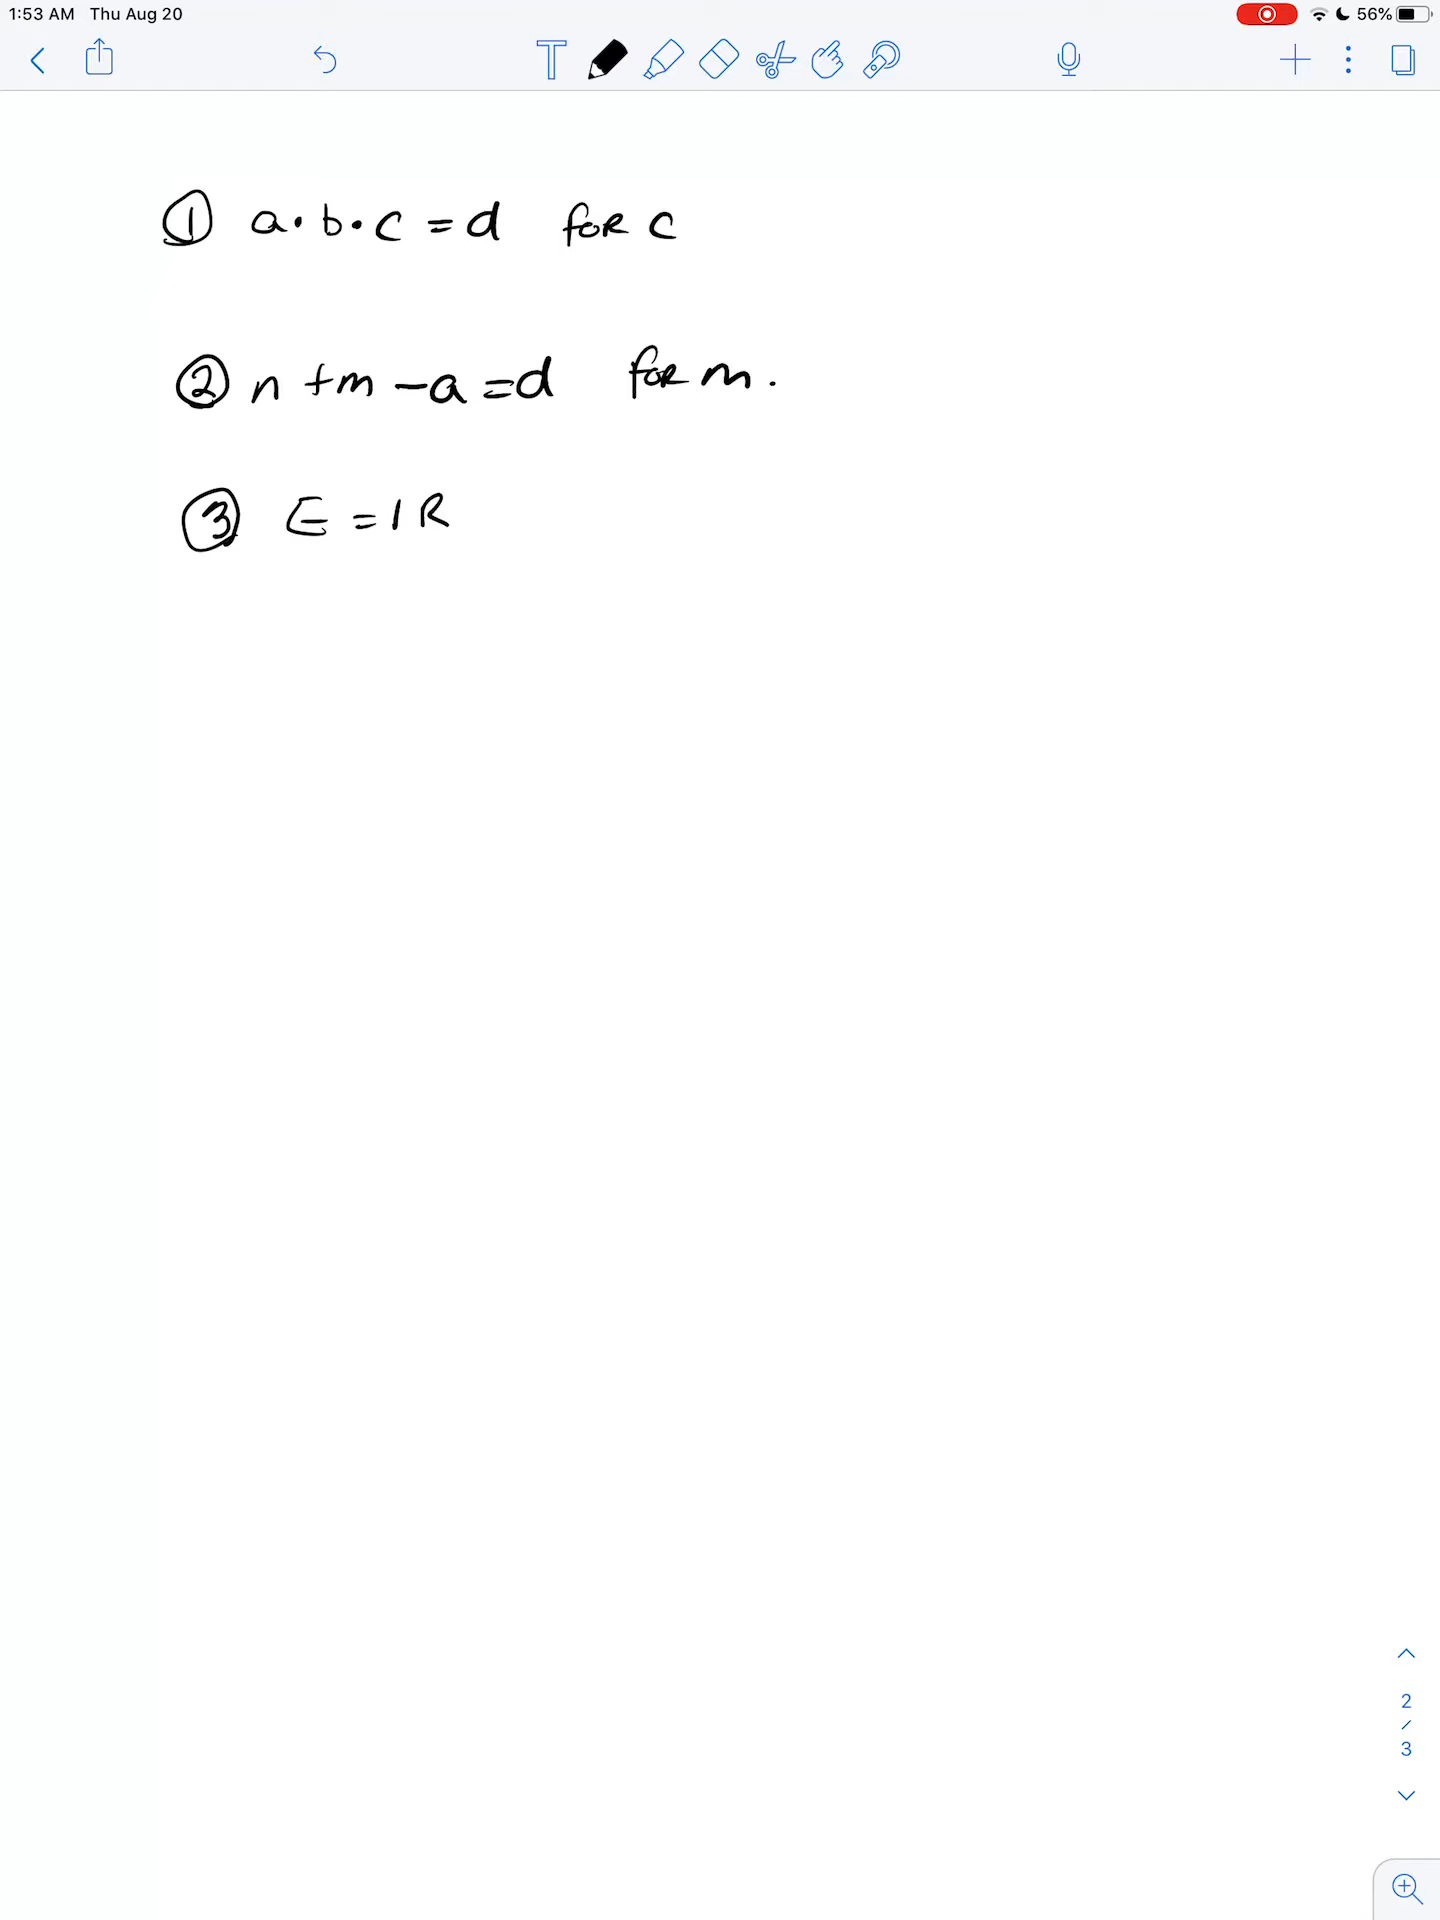 1:53 AM Thu Aug 20 56%
① a·b·c = d for c
② n + m - a = d for m.
③ E = I R
2
/
3